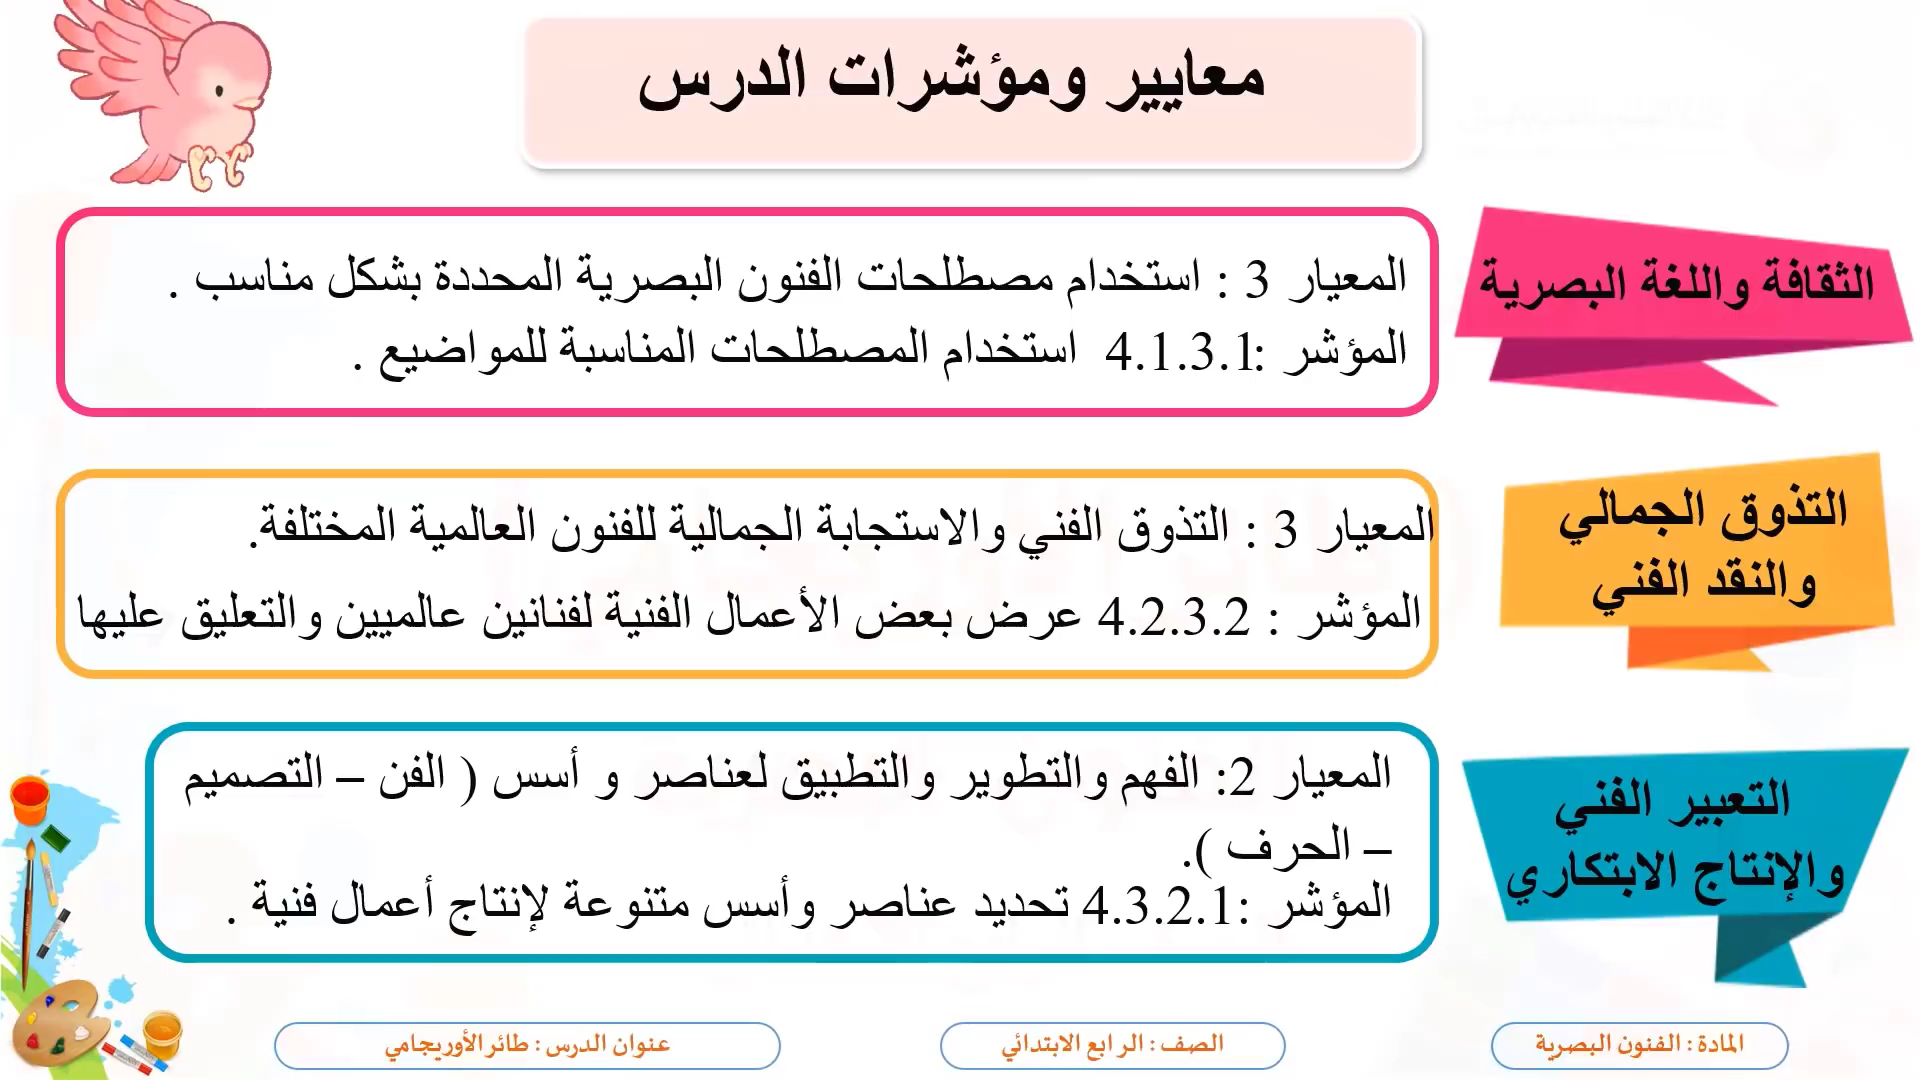 معايير ومؤشرات الدرس
الثقافة واللغة البصرية
المعيار 3 : استخدام مصطلحات الفنون البصرية المحددة بشكل مناسب .
المؤشر :4.1.3.1 استخدام المصطلحات المناسبة للمواضيع .
التذوق الجمالي
والنقد الفني
المعيار 3 : التذوق الفني والاستجابة الجمالية للفنون العالمية المختلفة.
المؤشر : 4.2.3.2 عرض بعض الأعمال الفنية لفنانين عالميين والتعليق عليها
التعبير الفني
والإنتاج الابتكاري
المعيار 2: الفهم والتطوير والتطبيق لعناصر و أسس ( الفن – التصميم
– الحرف ).
المؤشر :4.3.2.1 تحديد عناصر وأسس متنوعة لإنتاج أعمال فنية .
المادة : الفنون البصرية
الصف : الرابع الابتدائي
عنوان الدرس : طائر الأوريجامي